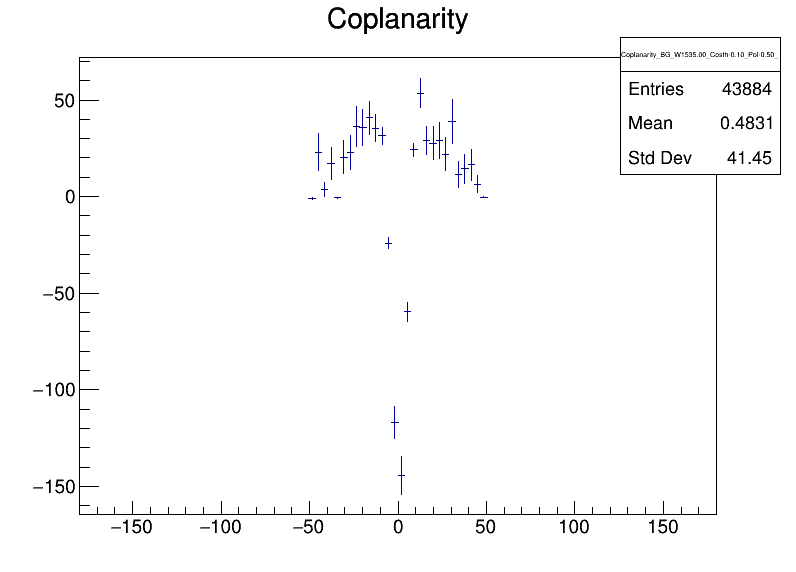 Coplanarity
Coplanarity_BG_W1535.00_Costh-0.10_Pol-0.50_
Entries 43884
Mean 0.4831
Std Dev 41.45
50
0
−50
−100
−150
−150 −100 −50 0 50 100 150